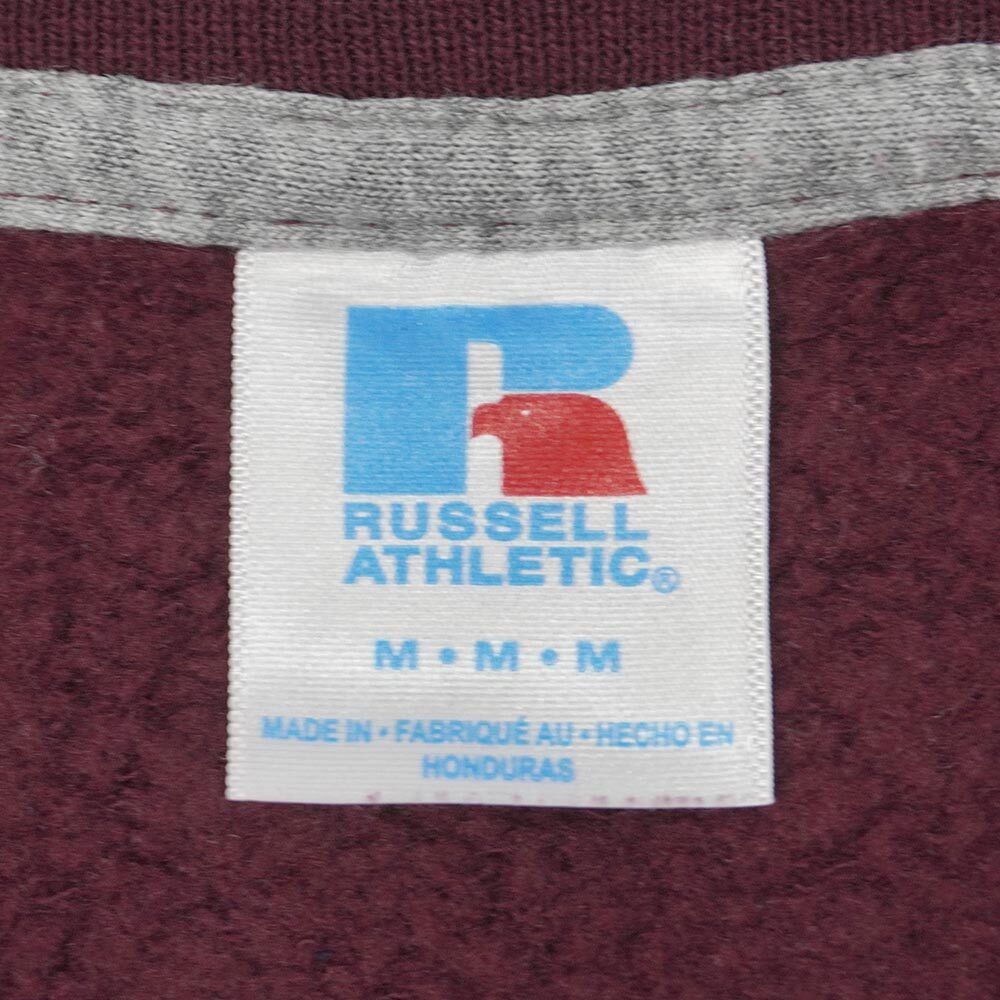 R
RUSSELL
ATHLETIC®
M • M • M
MADE IN • FABRIQUÉ AU • HECHO EN
HONDURAS